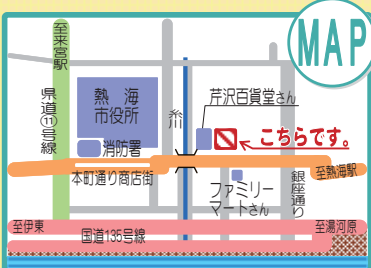 MAP
至来宮駅
県道⑪号線
熱海
市役所
消防署
糸川
芹沢百貨堂さん
こちらです。
本町通り商店街
至熱海駅
ファミリー
マートさん
銀座通り
至伊東
国道135号線
至湯河原